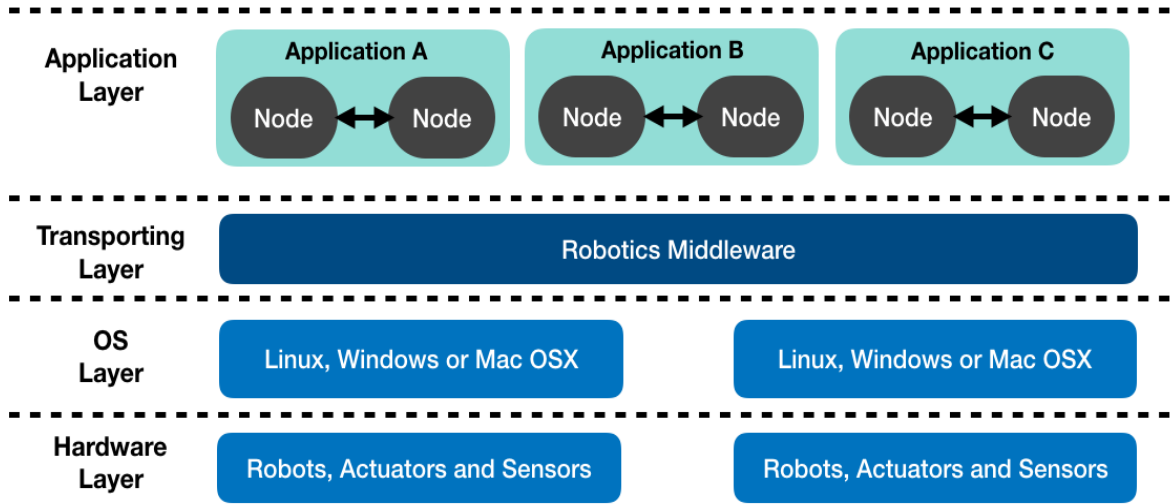 Application
Layer
Application A
Node
Node
Application B
Node
Node
Application C
Node
Node
Transporting
Layer
Robotics Middleware
OS
Layer
Linux, Windows or Mac OSX
Linux, Windows or Mac OSX
Hardware
Layer
Robots, Actuators and Sensors
Robots, Actuators and Sensors